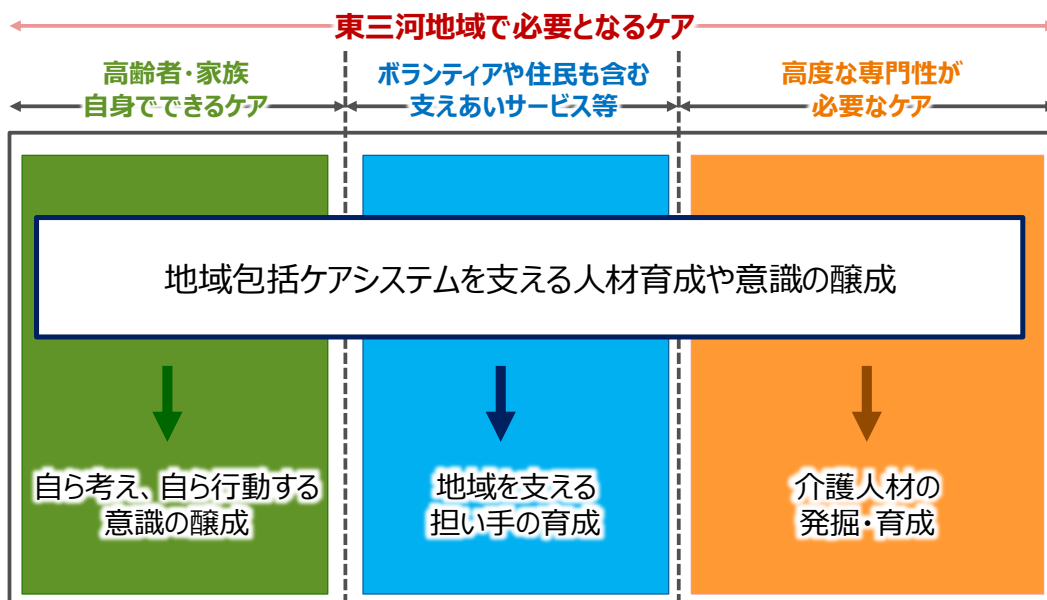 東三河地域で必要となるケア
高齢者・家族
自身でできるケア
ボランティアや住民も含む
支えあいサービス等
高度な専門性が
必要なケア
地域包括ケアシステムを支える人材育成や意識の醸成
自ら考え、自ら行動する
意識の醸成
地域を支える
担い手の育成
介護人材の
発掘・育成